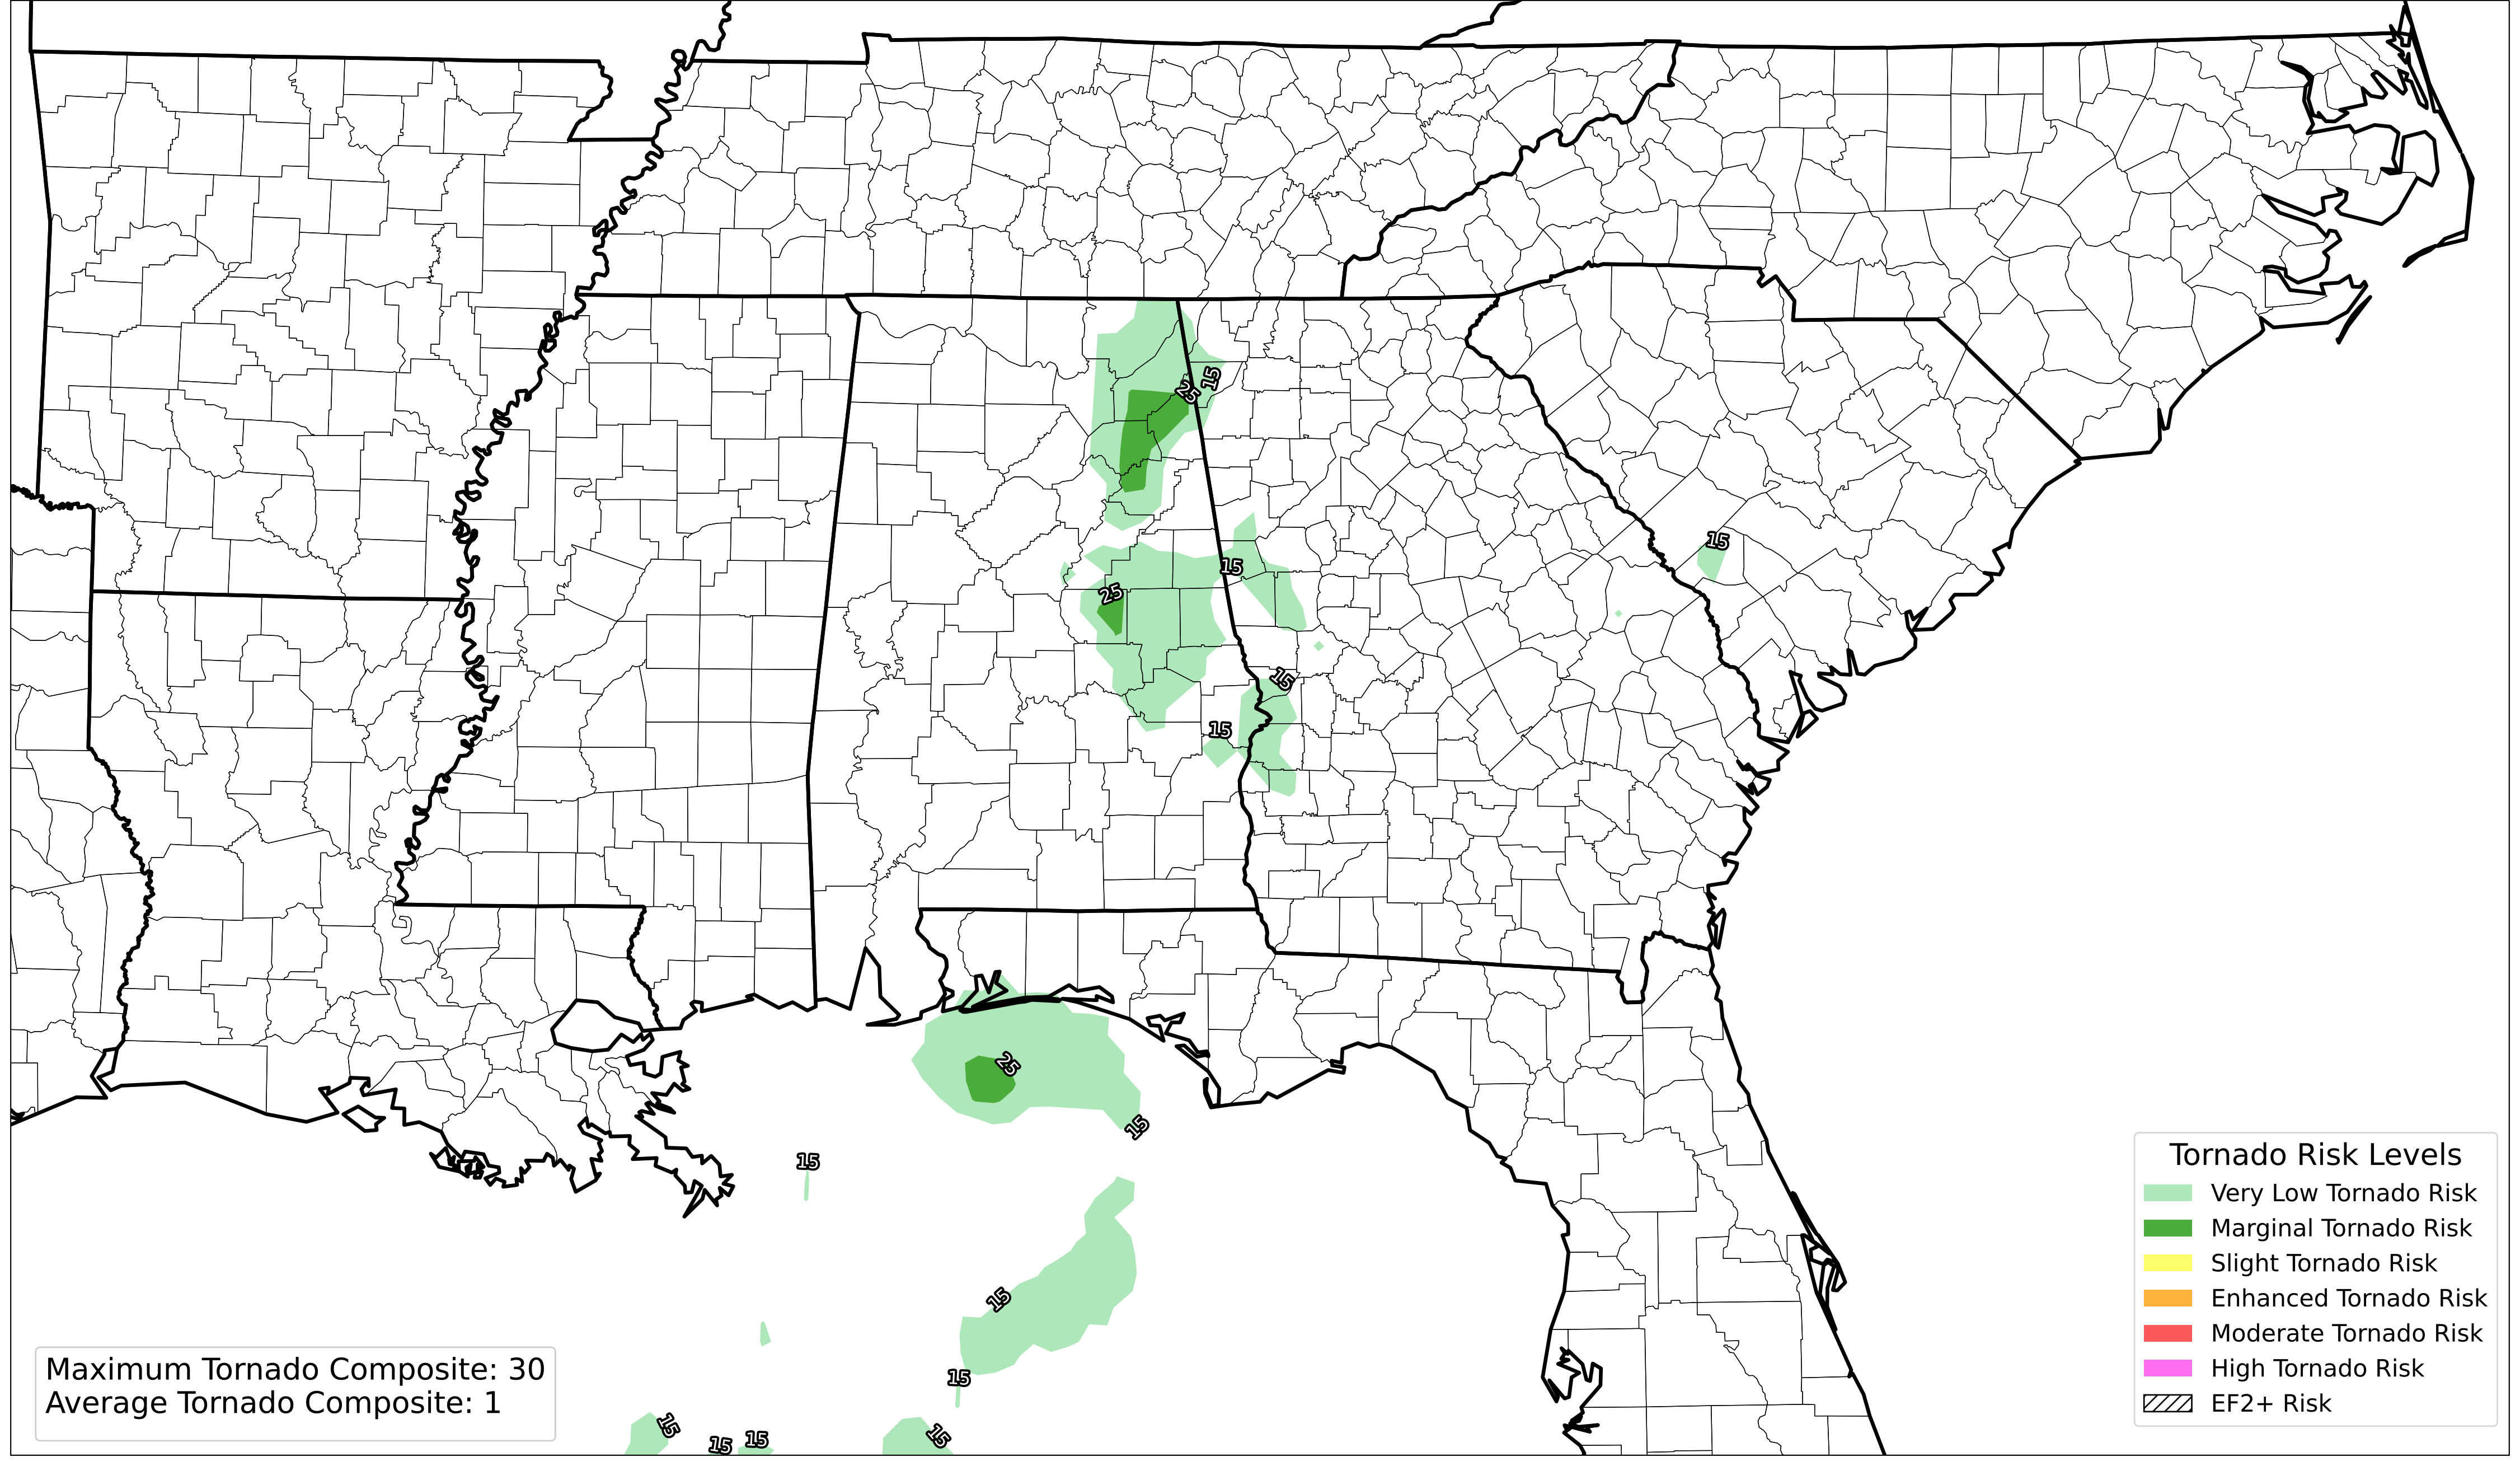 25
15
15
15
25
15
15
25
15
15
15
15
15
15
15
15
Tornado Risk Levels
Very Low Tornado Risk
Marginal Tornado Risk
Slight Tornado Risk
Enhanced Tornado Risk
Moderate Tornado Risk
High Tornado Risk
EF2+ Risk
Maximum Tornado Composite: 30
Average Tornado Composite: 1